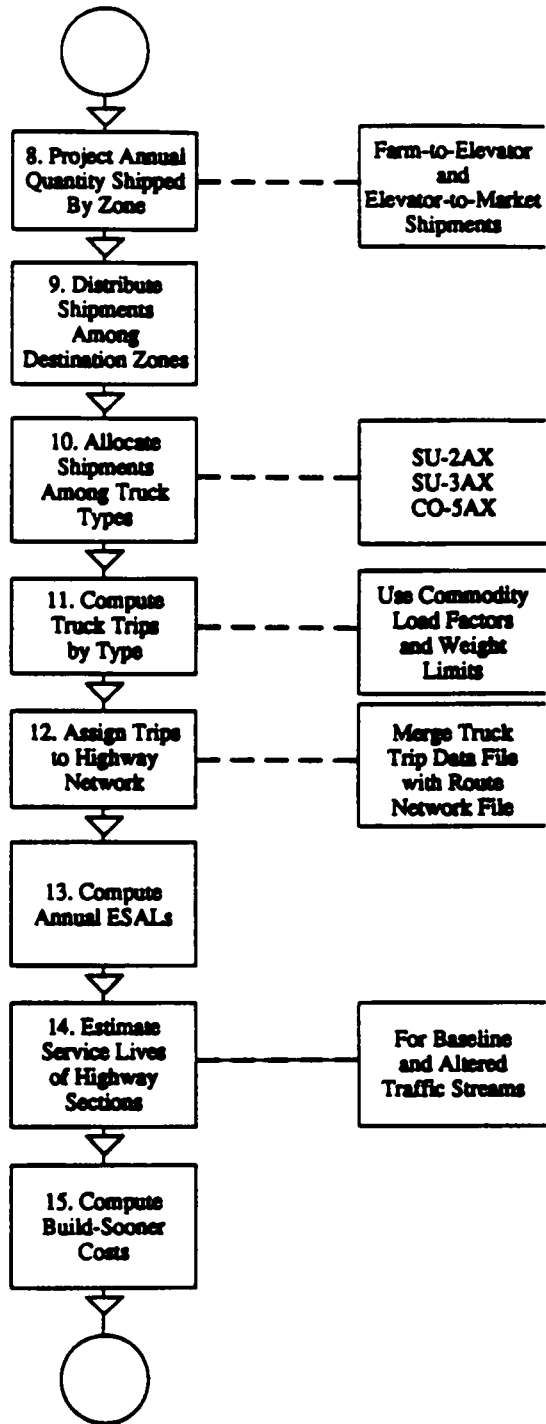 8. Project Annual
Quantity Shipped
By Zone
Farm-to-Elevator
and
Elevator-to-Market
Shipments
9. Distribute
Shipments
Among
Destination Zones
10. Allocate
Shipments
Among Truck
Types
SU-2AX
SU-3AX
CO-5AX
11. Compute
Truck Trips
by Type
Use Commodity
Load Factors
and Weight
Limits
12. Assign Trips
to Highway
Network
Merge Truck
Trip Data File
with Route
Network File
13. Compute
Annual ESALs
14. Estimate
Service Lives
of Highway
Sections
For Baseline
and Altered
Traffic Streams
15. Compute
Build-Sooner
Costs